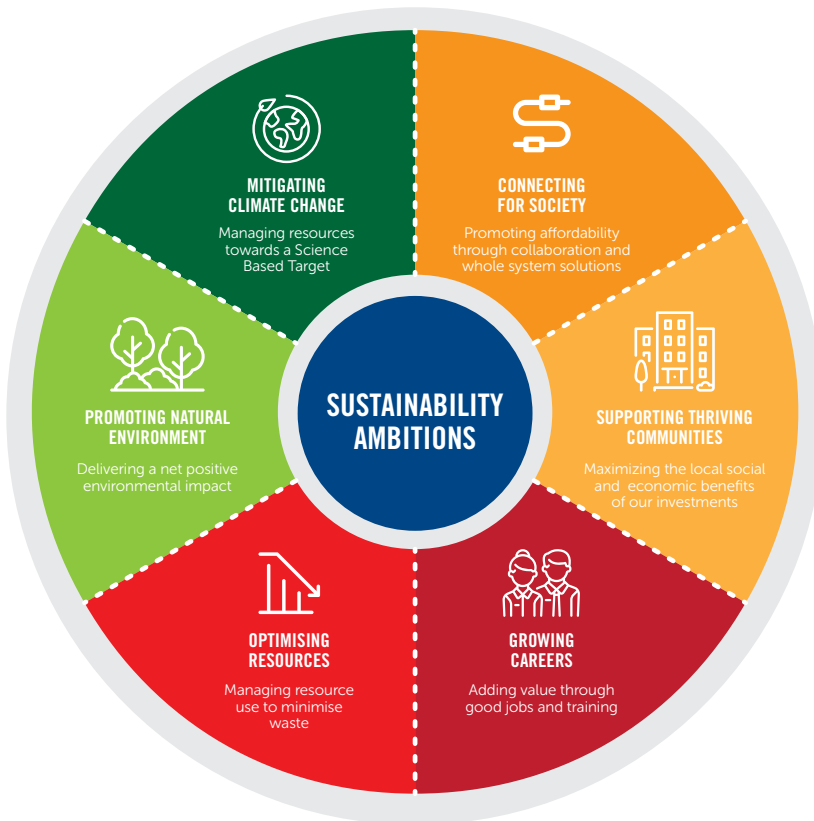 MITIGATING
CLIMATE CHANGE
Managing resources
towards a Science
Based Target
CONNECTING
FOR SOCIETY
Promoting affordability
through collaboration and
whole system solutions
PROMOTING NATURAL
ENVIRONMENT
Delivering a net positive
environmental impact
SUSTAINABILITY
AMBITIONS
SUPPORTING THRIVING
COMMUNITIES
Maximizing the local social
and economic benefits
of our investments
OPTIMISING
RESOURCES
Managing resource
use to minimise
waste
GROWING
CAREERS
Adding value through
good jobs and training